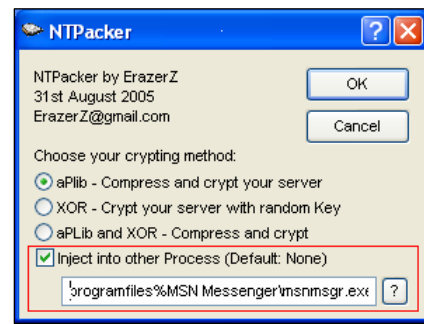 NTPacker
?
NTPacker by ErazerZ
31st August 2005
ErazerZ@gmail.com
OK
Cancel
Choose your crypting method:
aPlib - Compress and crypt your server
XOR - Crypt your server with random Key
aPLib and XOR - Compress and crypt
Inject into other Process (Default: None)
programfiles%MSN Messenger\msnmsgr.exe
?